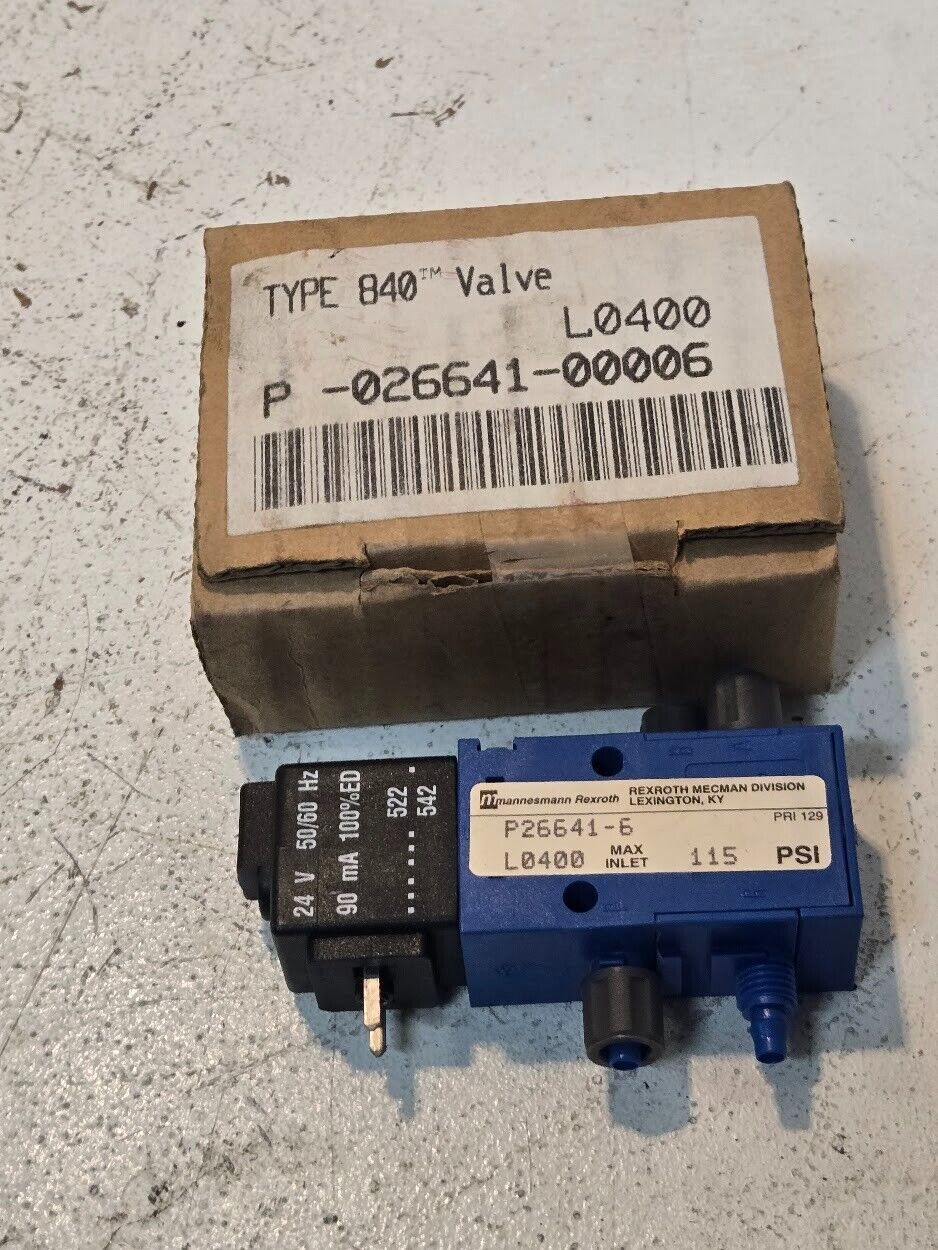 TYPE 840™ Valve
L0400
P -026641-00006
mannesmann Rexroth
REXROTH MECMAN DIVISION
LEXINGTON, KY
PRI 129
P26641-6
L0400 MAX INLET 115 PSI
24 V 50/60 Hz
90 mA 100%ED
....... 522 .
....... 542